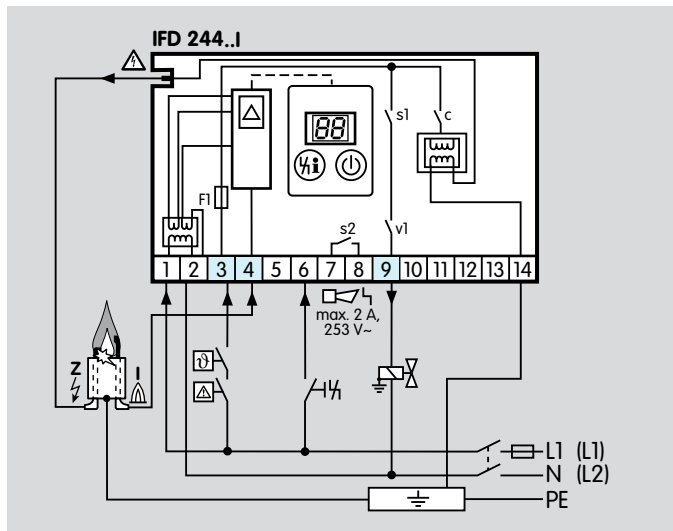 IFD 244..I
88
s1
c
i
F1
s2
v1
1 2 3 4 5 6 7 8 9 10 11 12 13 14
max. 2 A,
253 V~
ϑ
Z
I
L1 (L1)
N (L2)
PE